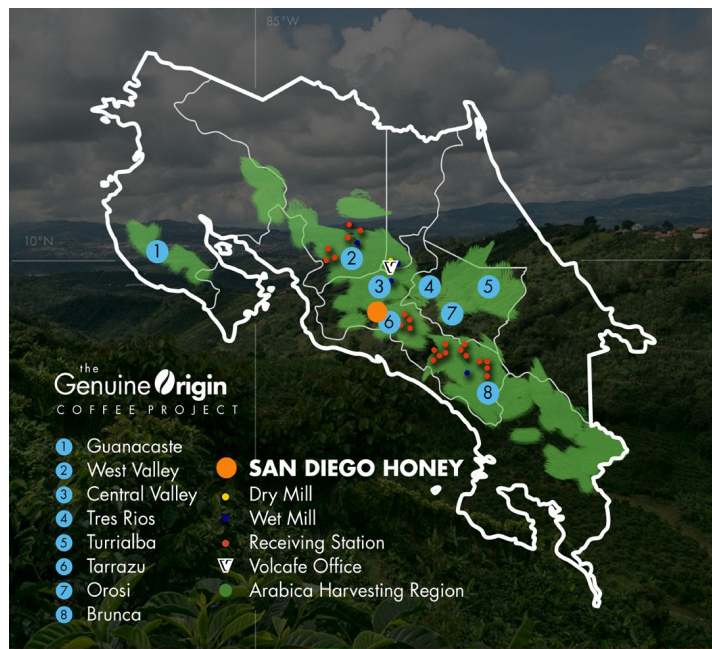 85°W
10°N
1
2
3
4
5
6
7
8
V
the
Genuine Origin
COFFEE PROJECT
1 Guanacaste
2 West Valley
3 Central Valley
4 Tres Rios
5 Turrialba
6 Tarrazu
7 Orosi
8 Brunca
SAN DIEGO HONEY
Dry Mill
Wet Mill
Receiving Station
V Volcafe Office
Arabica Harvesting Region